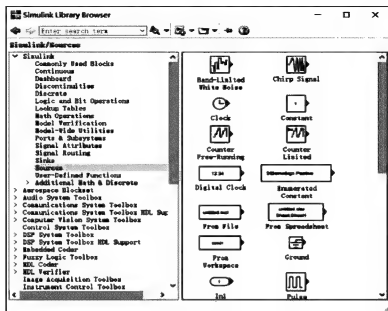 Simulink Library Browser
Enter search term
Simulink/Sources
Simulink
Commonly Used Blocks
Continuous
Dashboard
Discontinuities
Discrete
Logic and Bit Operations
Lookup Tables
Math Operations
Model Verification
Model-Wide Utilities
Ports & Subsystems
Signal Attributes
Signal Routing
Sinks
Sources
User-Defined Functions
Additional Math & Discrete
Aerospace Blockset
Audio System Toolbox
Communications System Toolbox
Communications System Toolbox HDL Sup
Computer Vision System Toolbox
Control System Toolbox
DSP System Toolbox
DSP System Toolbox HDL Support
Embedded Coder
Fuzzy Logic Toolbox
HDL Coder
HDL Verifier
Image Acquisition Toolbox
Instrument Control Toolbox
Band-Limited
White Noise
Chirp Signal
Clock
1
Constant
Counter
Free-Running
Counter
Limited
12:34
Digital Clock
Enumerated
Constant
From File
From Spreadsheet
From
Workspace
Ground
1
In1
Pulse